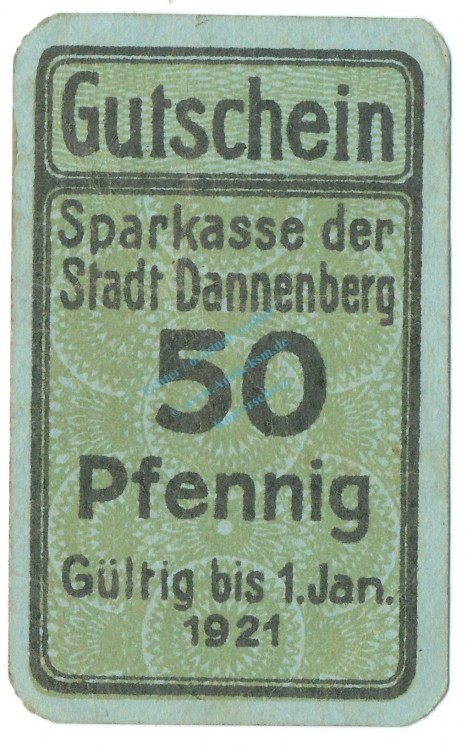 Gutschein
Sparkasse der
Stadt Dannenberg
50
Pfennig
Gültig bis 1. Jan.
1921